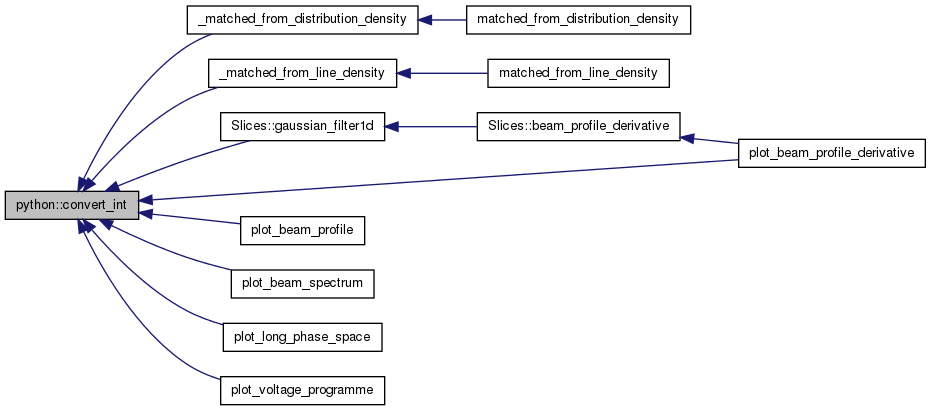 _matched_from_distribution_density
matched_from_distribution_density
_matched_from_line_density
matched_from_line_density
Slices::gaussian_filter1d
Slices::beam_profile_derivative
plot_beam_profile_derivative
python::convert_int
plot_beam_profile
plot_beam_spectrum
plot_long_phase_space
plot_voltage_programme